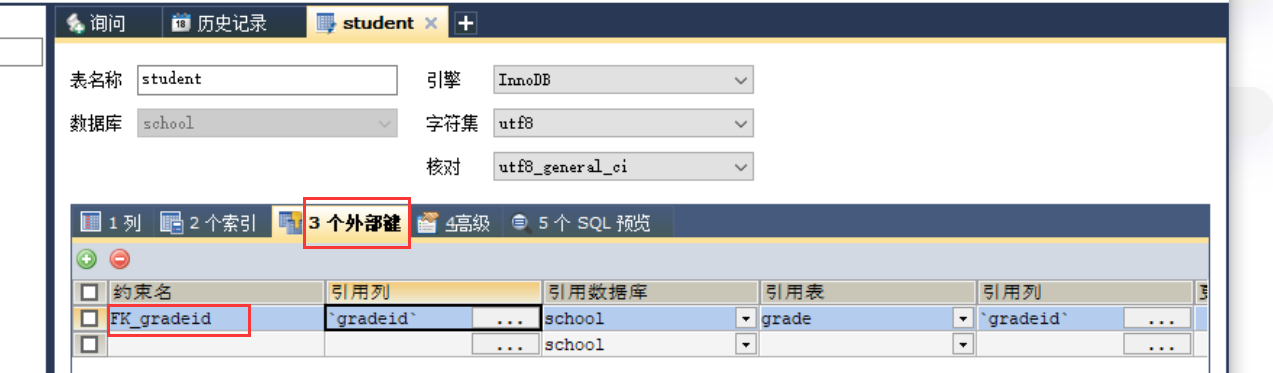 询问 历史记录 student
表名称 student 引擎 InnoDB
数据库 school 字符集 utf8
核对 utf8_general_ci
1 列 2 个索引 3 个外部键 4高级 5 个 SQL 预览
约束名 引用列 引用数据库 引用表 引用列
FK_gradeid `gradeid` ... school grade `gradeid` ...
... school ...